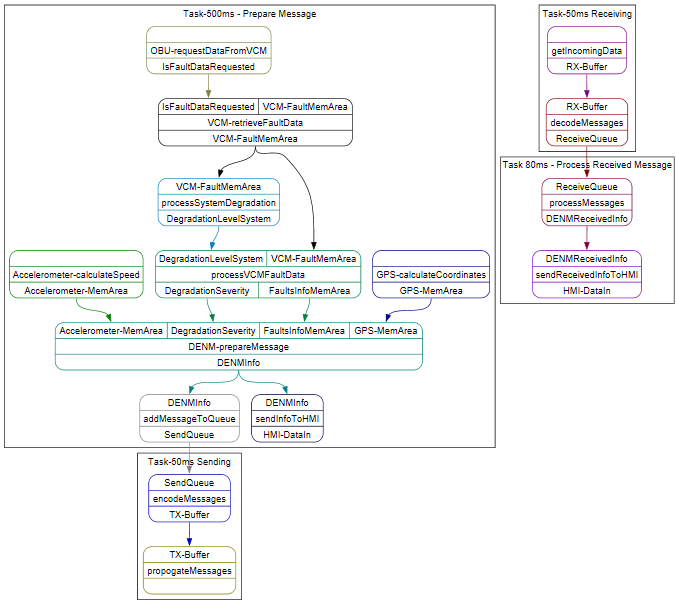 Task-500ms - Prepare Message
OBU-requestDataFromVCM
IsFaultDataRequested
IsFaultDataRequested VCM-FaultMemArea
VCM-retrieveFaultData
VCM-FaultMemArea
VCM-FaultMemArea
processSystemDegradation
DegradationLevelSystem
Accelerometer-calculateSpeed
Accelerometer-MemArea
DegradationLevelSystem VCM-FaultMemArea
processVCMFaultData
DegradationSeverity FaultsInfoMemArea
GPS-calculateCoordinates
GPS-MemArea
Accelerometer-MemArea DegradationSeverity FaultsInfoMemArea GPS-MemArea
DENM-prepareMessage
DENMInfo
DENMInfo
addMessageToQueue
SendQueue
DENMInfo
sendInfoToHMI
HMI-DataIn
Task-50ms Sending
SendQueue
encodeMessages
TX-Buffer
TX-Buffer
propogateMessages
Task-50ms Receiving
getIncomingData
RX-Buffer
RX-Buffer
decodeMessages
ReceiveQueue
Task 80ms - Process Received Message
ReceiveQueue
processMessages
DENMReceivedInfo
DENMReceivedInfo
sendReceivedInfoToHMI
HMI-DataIn